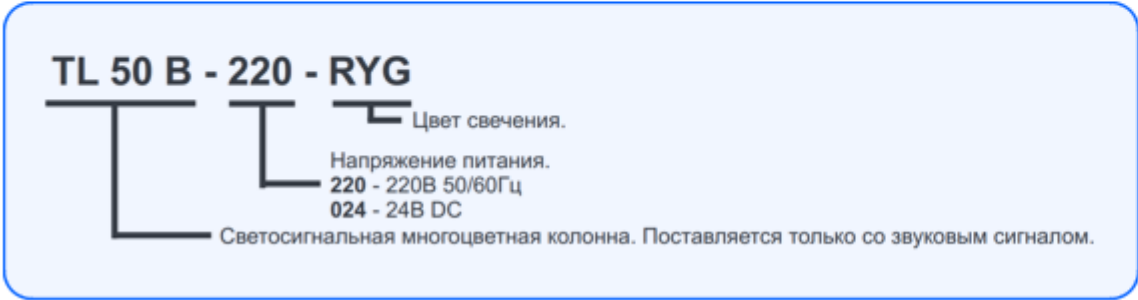 TL 50 B - 220 - RYG
Цвет свечения.
Напряжение питания.
220 - 220В 50/60Гц
024 - 24В DC
Светосигнальная многоцветная колонна. Поставляется только со звуковым сигналом.